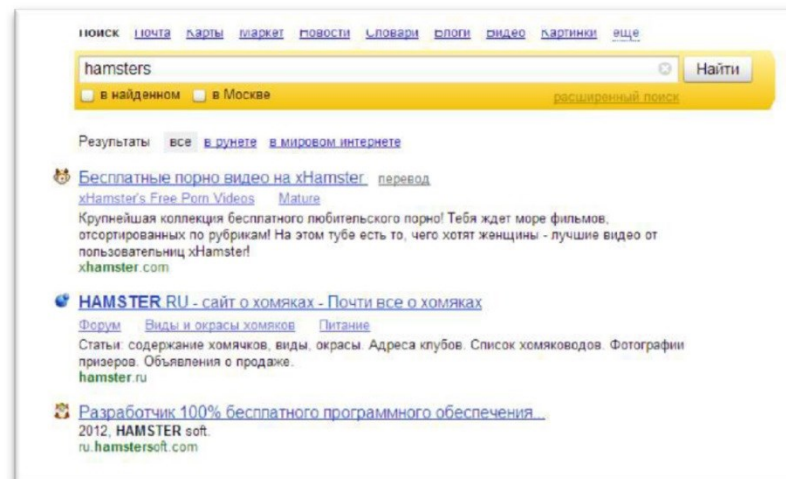 Поиск Почта Карты Маркет Новости Словари Блоги Видео Картинки ещё
hamsters Найти
в найденном в Москве расширенный поиск
Результаты все в рунете в мировом интернете
Бесплатные порно видео на xHamster перевод
xHamster's Free Porn Videos Mature
Крупнейшая коллекция бесплатного любительского порно! Тебя ждет море фильмов,
отсортированных по рубрикам! На этом тубе есть то, чего хотят женщины - лучшие видео от
пользовательниц xHamster!
xhamster.com
HAMSTER.RU - сайт о хомяках - Почти все о хомяках
Форум Виды и окрасы хомяков Питание
Статьи: содержание хомячков, виды, окрасы. Адреса клубов. Список хомяководов. Фотографии
призеров. Объявления о продаже.
hamster.ru
Разработчик 100% бесплатного программного обеспечения...
2012, HAMSTER soft.
ru.hamstersoft.com